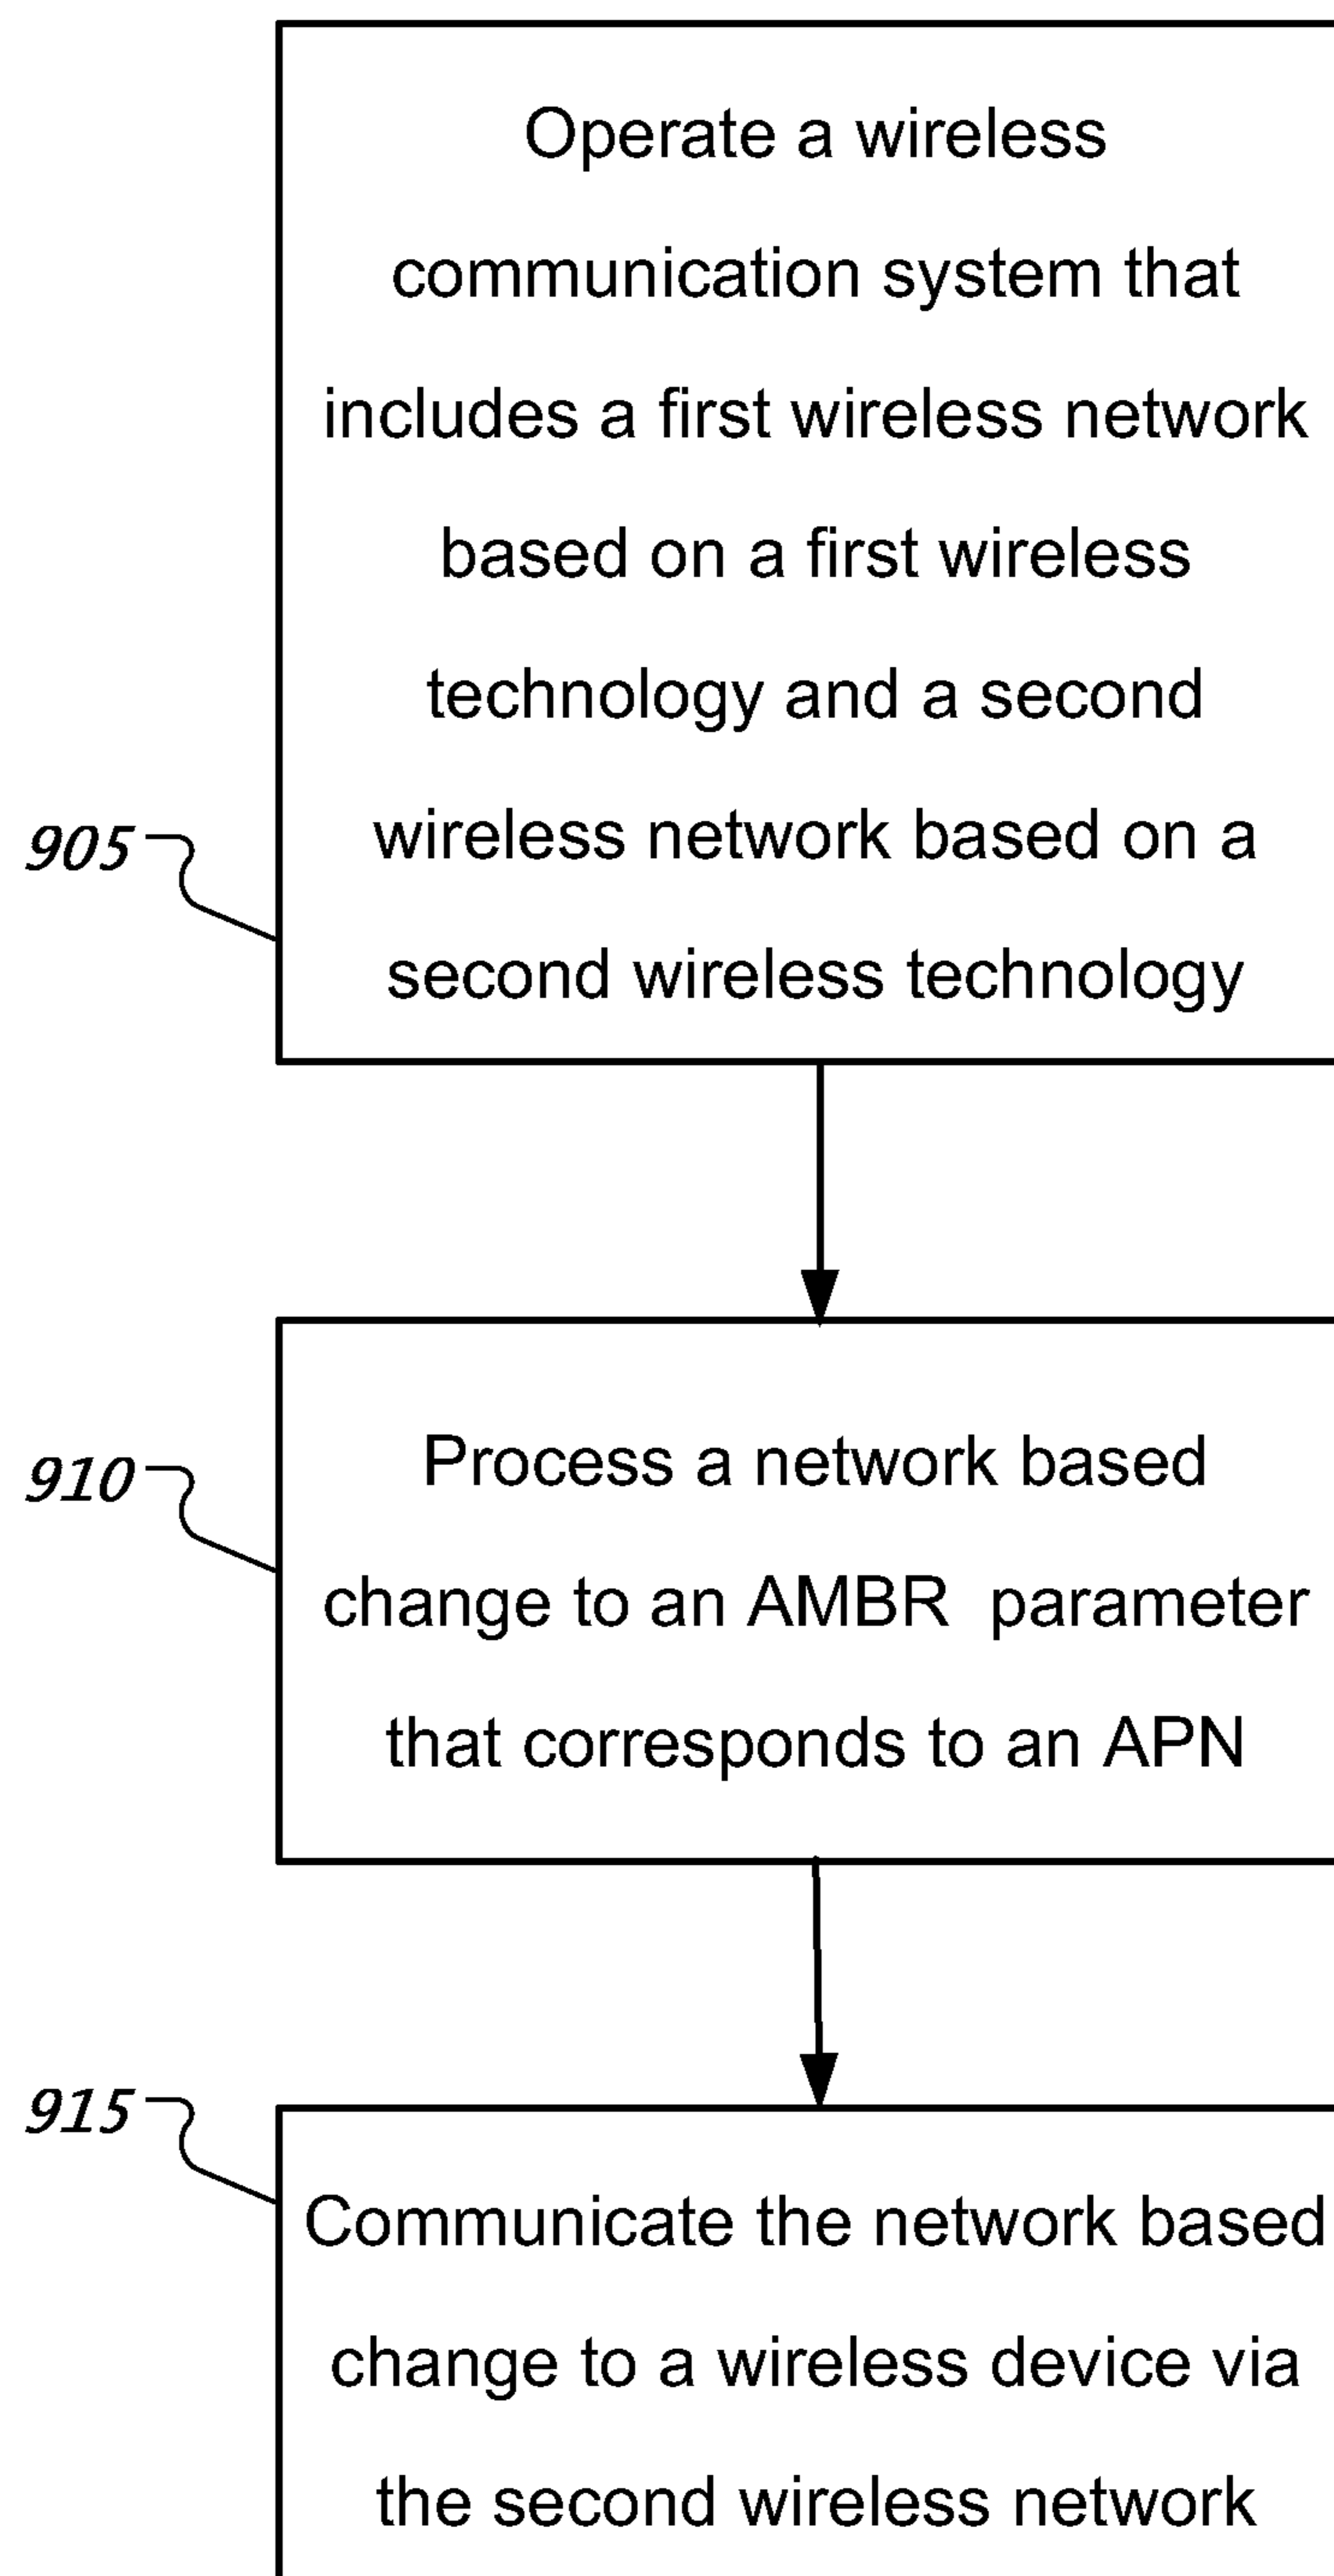 Operate a wireless
communication system that
includes a first wireless network
based on a first wireless
technology and a second
wireless network based on a
second wireless technology
905
Process a network based
change to an AMBR parameter
that corresponds to an APN
910
Communicate the network based
change to a wireless device via
the second wireless network
915